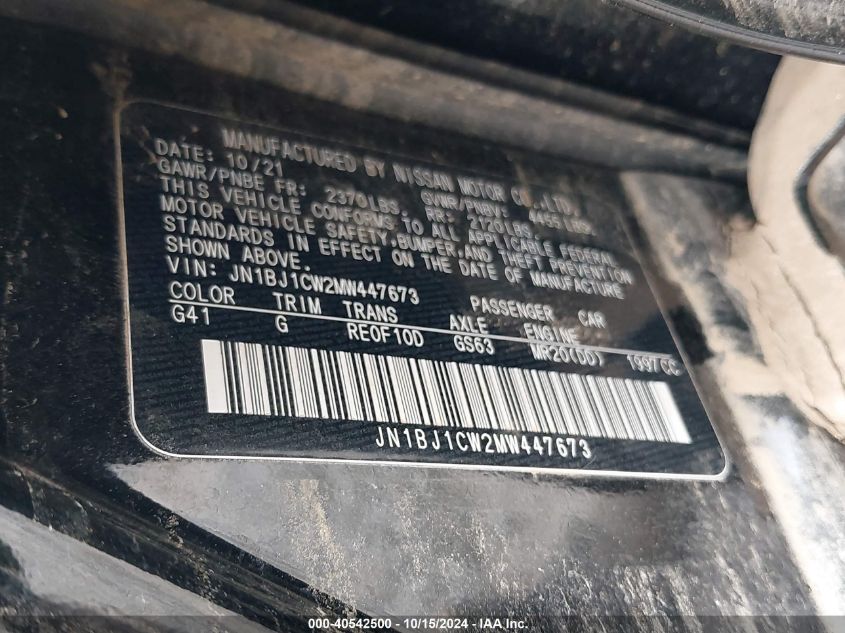 MANUFACTURED BY NISSAN MOTOR CO.,LTD.
DATE: 10/21 GVWR/PNBV: LBS.
GAWR/PNBE FR: 2370LBS. RR: 2120LBS.
THIS VEHICLE CONFORMS TO ALL APPLICABLE FEDERAL
MOTOR VEHICLE SAFETY,BUMPER,AND THEFT PREVENTION
STANDARDS IN EFFECT ON THE DATE OF MANUFACTURE
SHOWN ABOVE.
VIN: JN1BJ1CW2MW447673 PASSENGER CAR
COLOR TRIM TRANS AXLE ENGINE
G41 G RE0F10D GS63 MR20(DD) 1997CC
JN1BJ1CW2MW447673
000-40542500 - 10/15/2024 - IAA Inc.